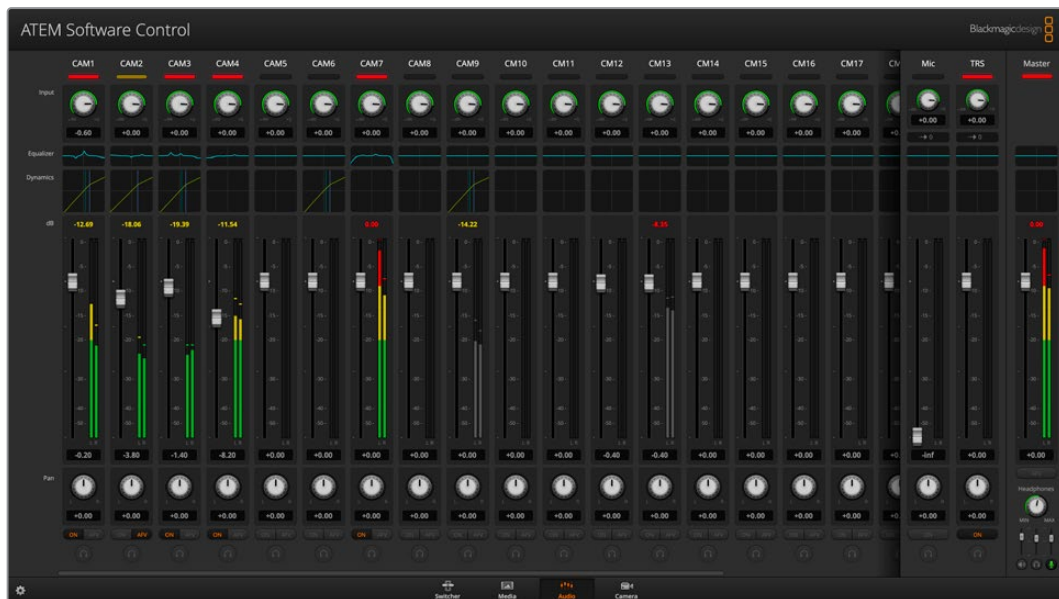 ATEM Software Control
Blackmagicdesign
CAM1 CAM2 CAM3 CAM4 CAM5 CAM6 CAM7 CAM8 CAM9 CM10 CM11 CM12 CM13 CM14 CM15 CM16 CM17 Mic TRS Master
Input
-0.60 +0.00 +0.00 +0.00 +0.00 +0.00 +0.00 +0.00 +0.00 +0.00 +0.00 +0.00 +0.00 +0.00 +0.00 +0.00 +0.00 +0. +0.00 +0.00 +0.00
Equalizer
Dynamics
dB
-12.69 -18.06 -19.39 -11.54 0.00 -14.22 -8.35 0.00
-0.20 -3.80 -1.40 -8.20 +0.00 +0.00 +0.00 +0.00 +0.00 +0.00 +0.00 -0.40 -0.40 +0.00 +0.00 +0.00 +0.00 +0. -inf +0.00 +0.00
Pan
Headphones
MIN MAX
+0.00 +0.00 +0.00 +0.00 +0.00 +0.00 +0.00 +0.00 +0.00 +0.00 +0.00 +0.00 +0.00 +0.00 +0.00 +0.00 +0.00 +0. +0.00 +0.00
ON AFV ON ON ON ON
Switcher Media Audio Camera